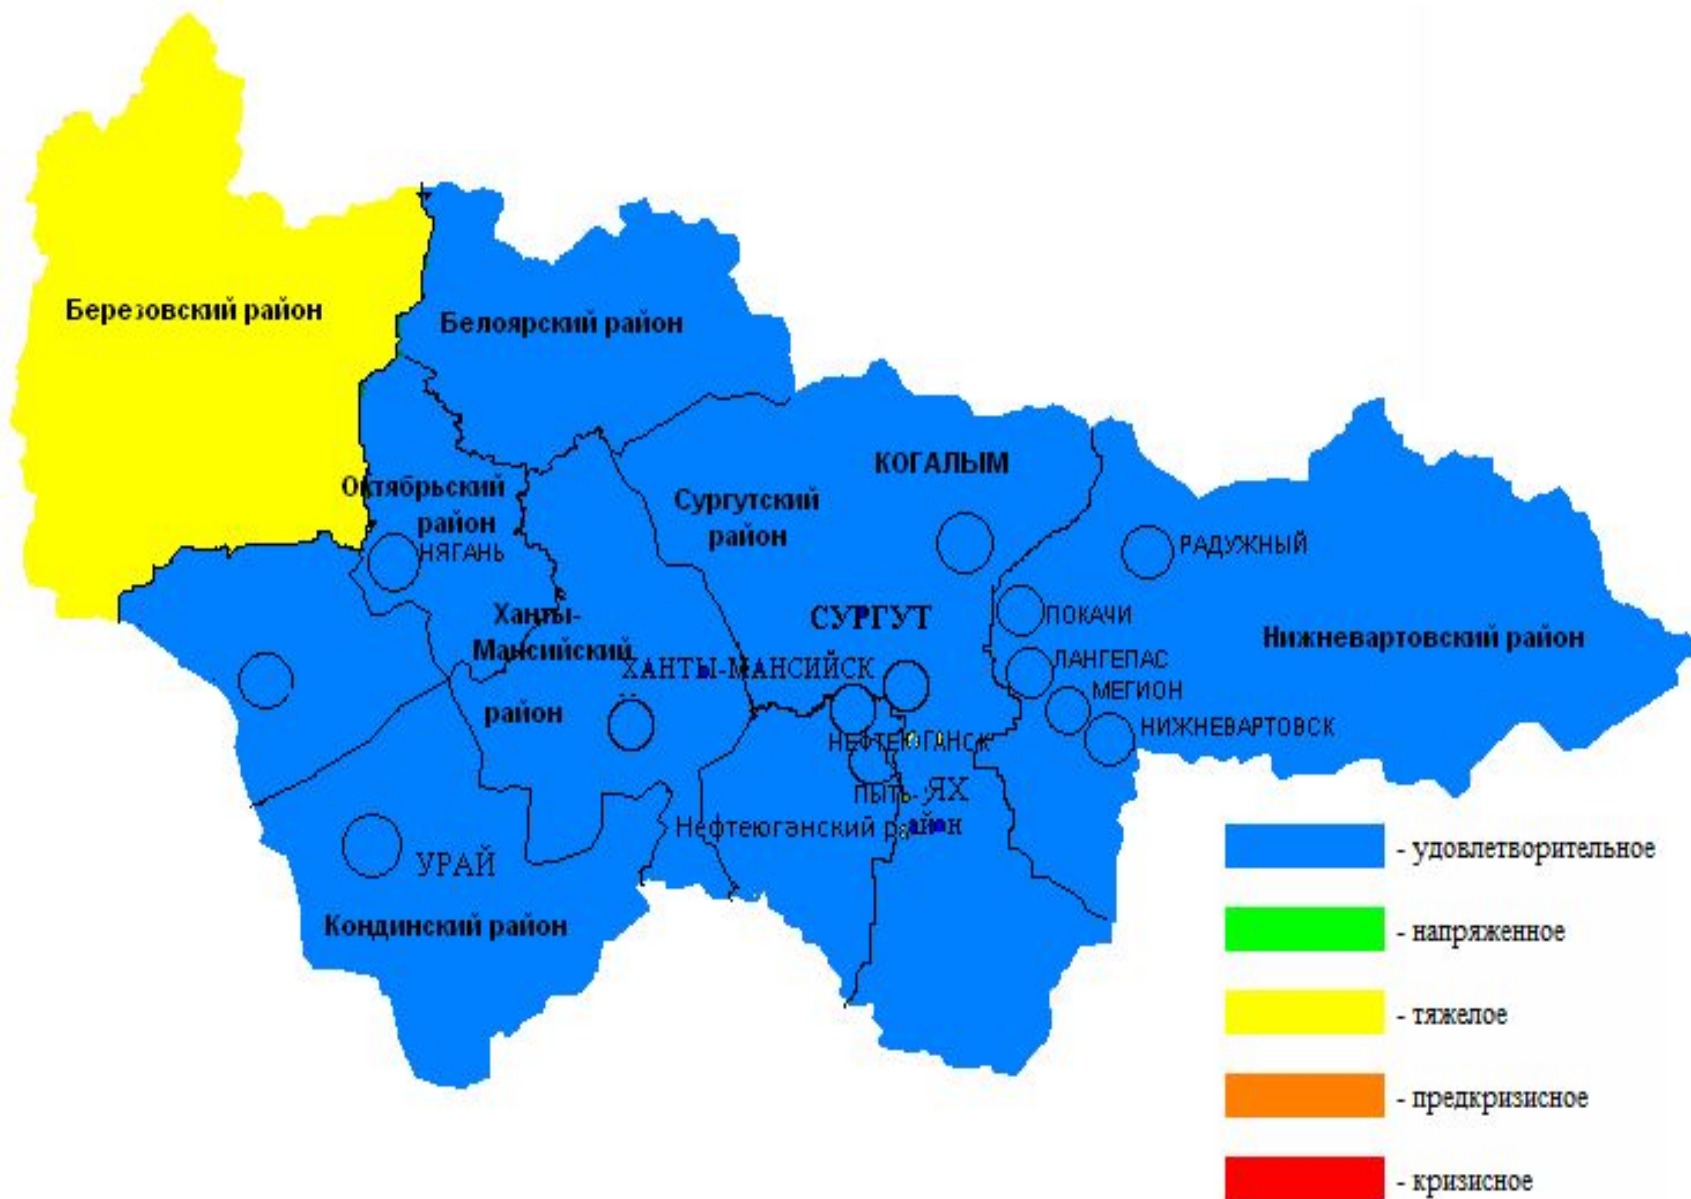 Березовский район
Белоярский район
КОГАЛЫМ
Октябрьский
район
Сургутский
район
НЯГАНЬ
РАДУЖНЫЙ
Ханты-
Мансийский
район
СУРГУТ
ПОКАЧИ
Нижневартовский район
ХАНТЫ-МАНСИЙСК
ЛАНГЕПАС
МЕГИОН
НИЖНЕВАРТОВСК
НЕФТЕЮГАНСК
ПЫТЬ-ЯХ
Нефтеюганский район
УРАЙ
Кондинский район
- удовлетворительное
- напряженное
- тяжелое
- предкризисное
- кризисное